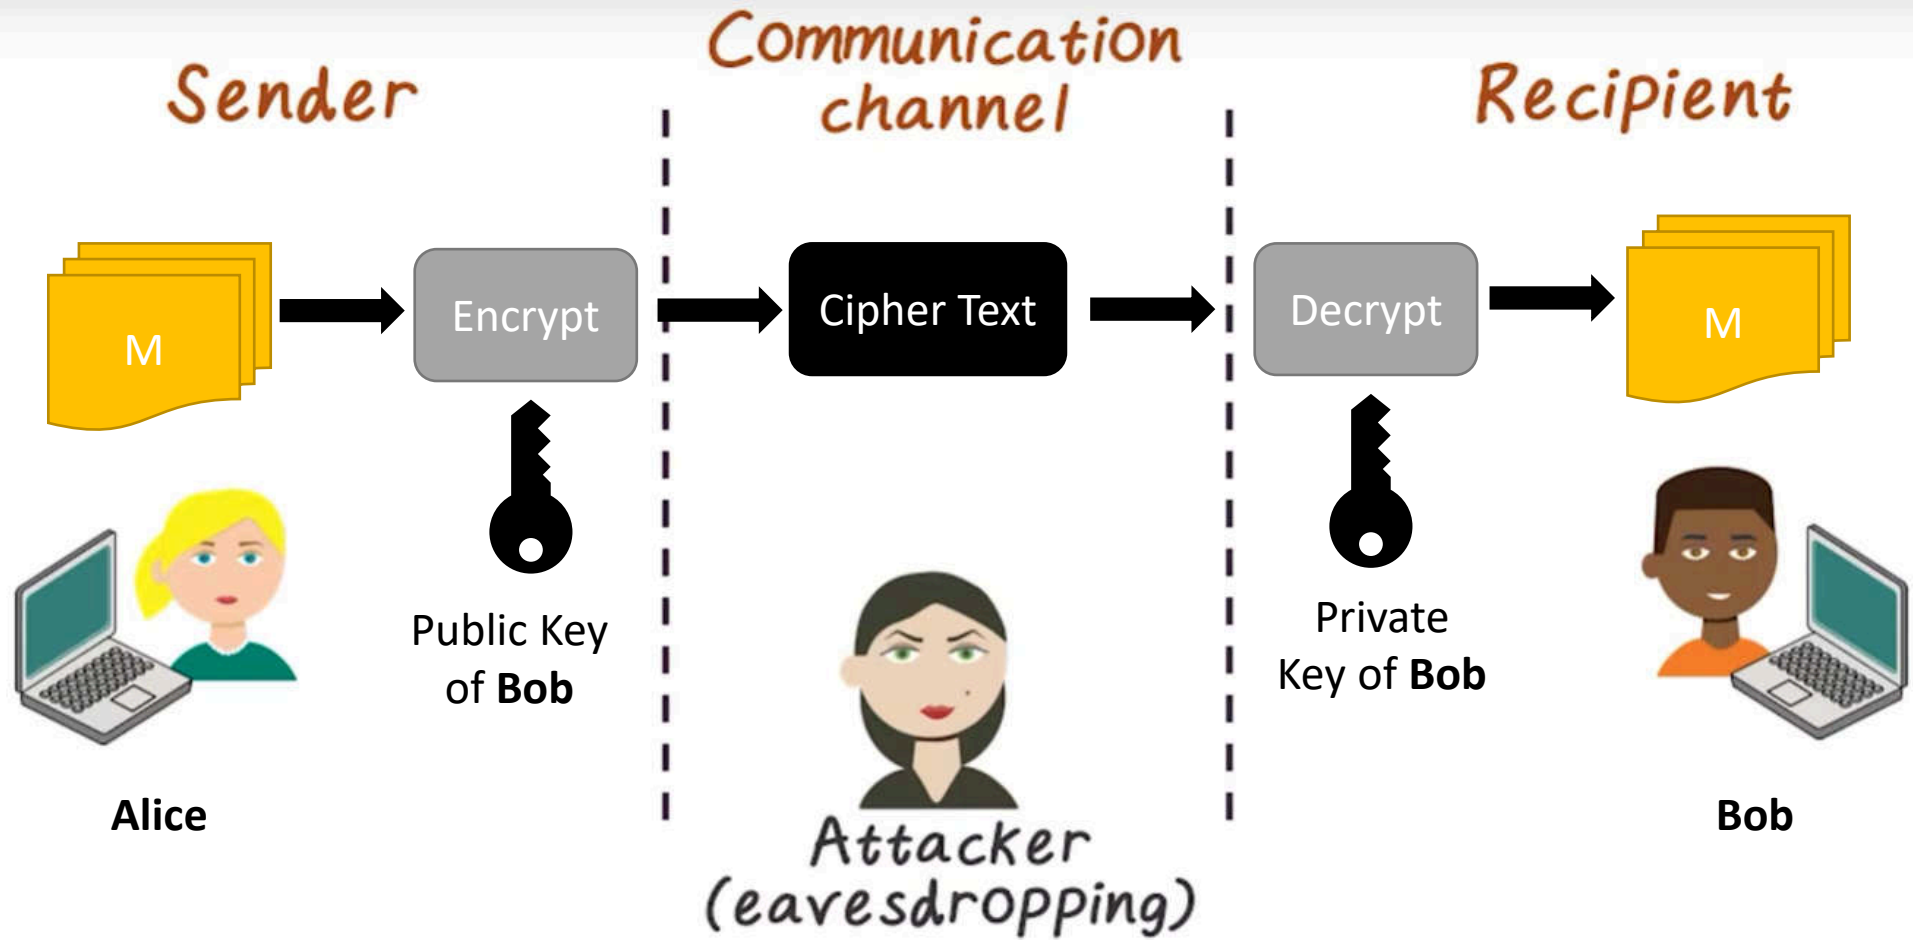 Sender
Communication
channel
Recipient
M
Encrypt
Cipher Text
Decrypt
M
Public Key
of Bob
Private
Key of Bob
Alice
Attacker
(eavesdropping)
Bob